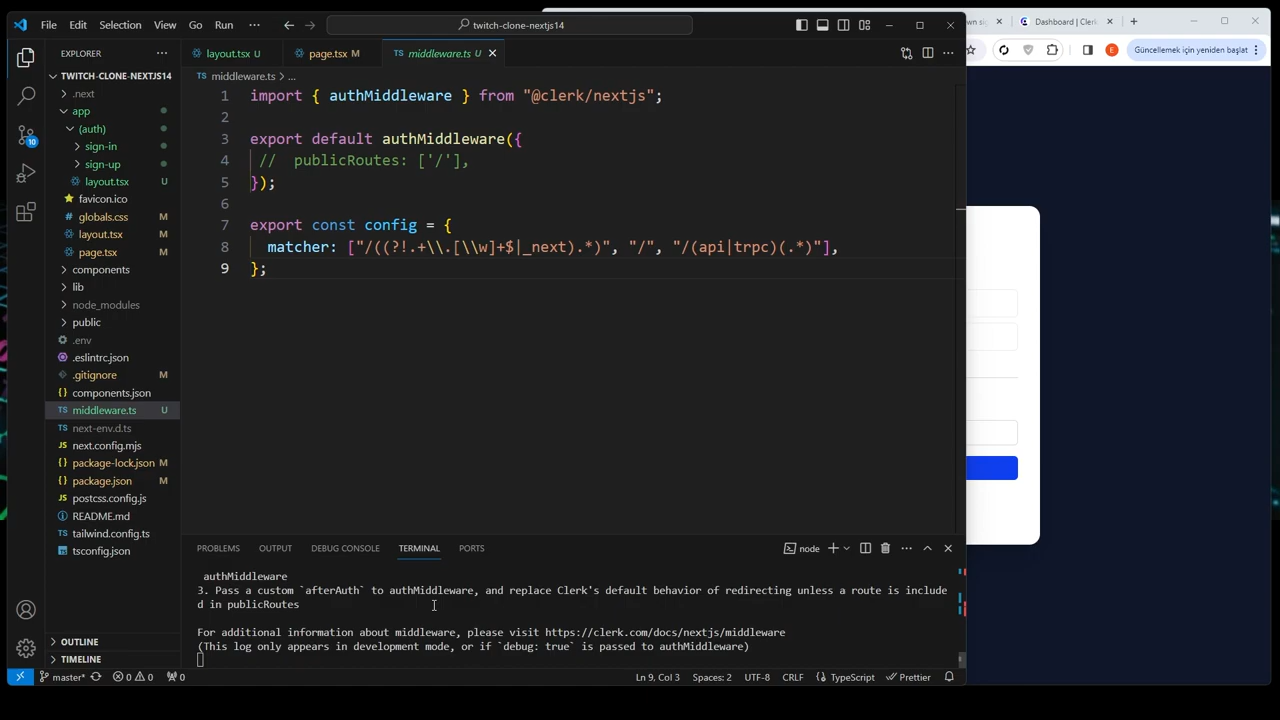 File Edit Selection View Go Run ···
twitch-clone-nextjs14
Dashboard | Cler
EXPLORER
layout.tsx U
page.tsx M
middleware.ts U
TWITCH-CLONE-NEXTJS14
middleware.ts > ...
Güncellemek için yeniden başlat
E
.next
app
(auth)
sign-in
sign-up
layout.tsx U
favicon.ico
globals.css M
layout.tsx M
page.tsx M
components
lib
node_modules
public
.env
.eslintrc.json
.gitignore M
components.json
middleware.ts U
next-env.d.ts
next.config.mjs
package-lock.json M
package.json M
postcss.config.js
README.md
tailwind.config.ts
tsconfig.json
OUTLINE
TIMELINE
10
1 import { authMiddleware } from "@clerk/nextjs";
2
3 export default authMiddleware({
4 // publicRoutes: ['/'],
5 });
6
7 export const config = {
8 matcher: ["/((?!.+\\.[\\w]+$|_next).*)", "/", "/(api|trpc)(.*)"],
9 };
PROBLEMS OUTPUT DEBUG CONSOLE TERMINAL PORTS
node
authMiddleware
3. Pass a custom `afterAuth` to authMiddleware, and replace Clerk's default behavior of redirecting unless a route is include
d in publicRoutes
For additional information about middleware, please visit https://clerk.com/docs/nextjs/middleware
(This log only appears in development mode, or if `debug: true` is passed to authMiddleware)
master* 0 0 0 Ln 9, Col 3 Spaces: 2 UTF-8 CRLF TypeScript Prettier